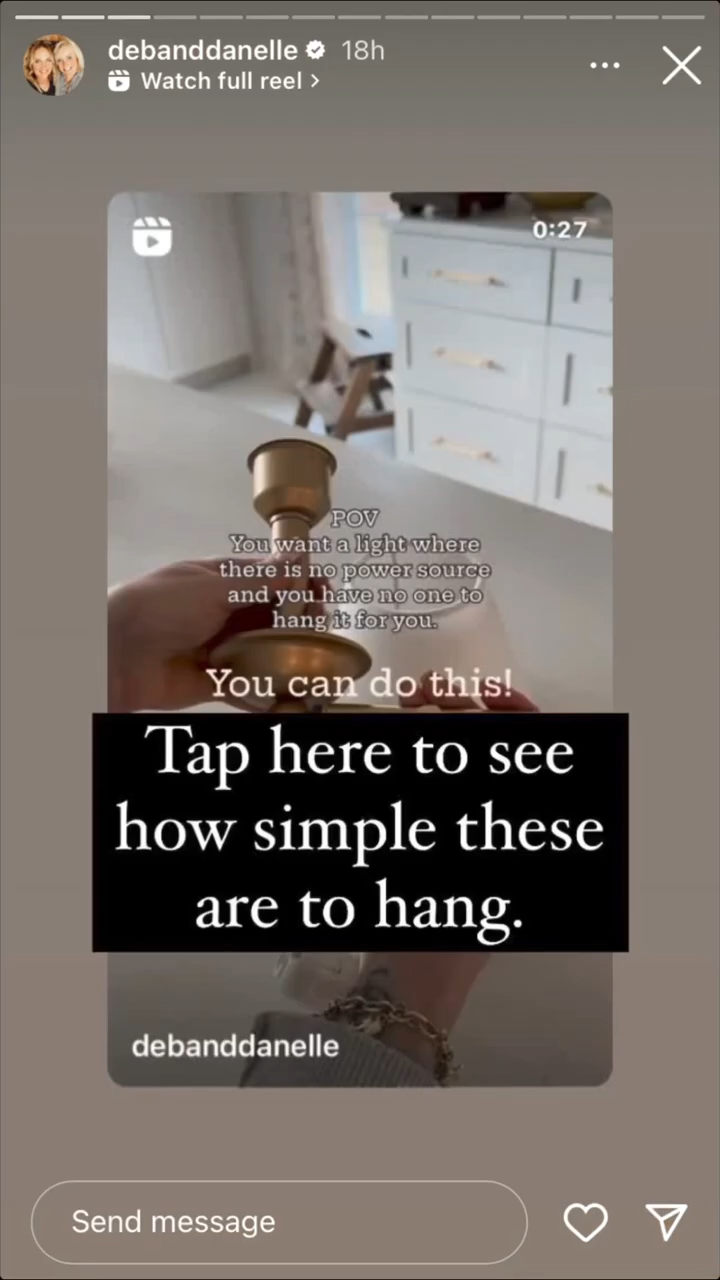 debanddanelle 18h
Watch full reel >
0:27
POV
You want a light where
there is no power source
and you have no one to
hang it for you.
You can do this!
Tap here to see
how simple these
are to hang.
debanddanelle
Send message